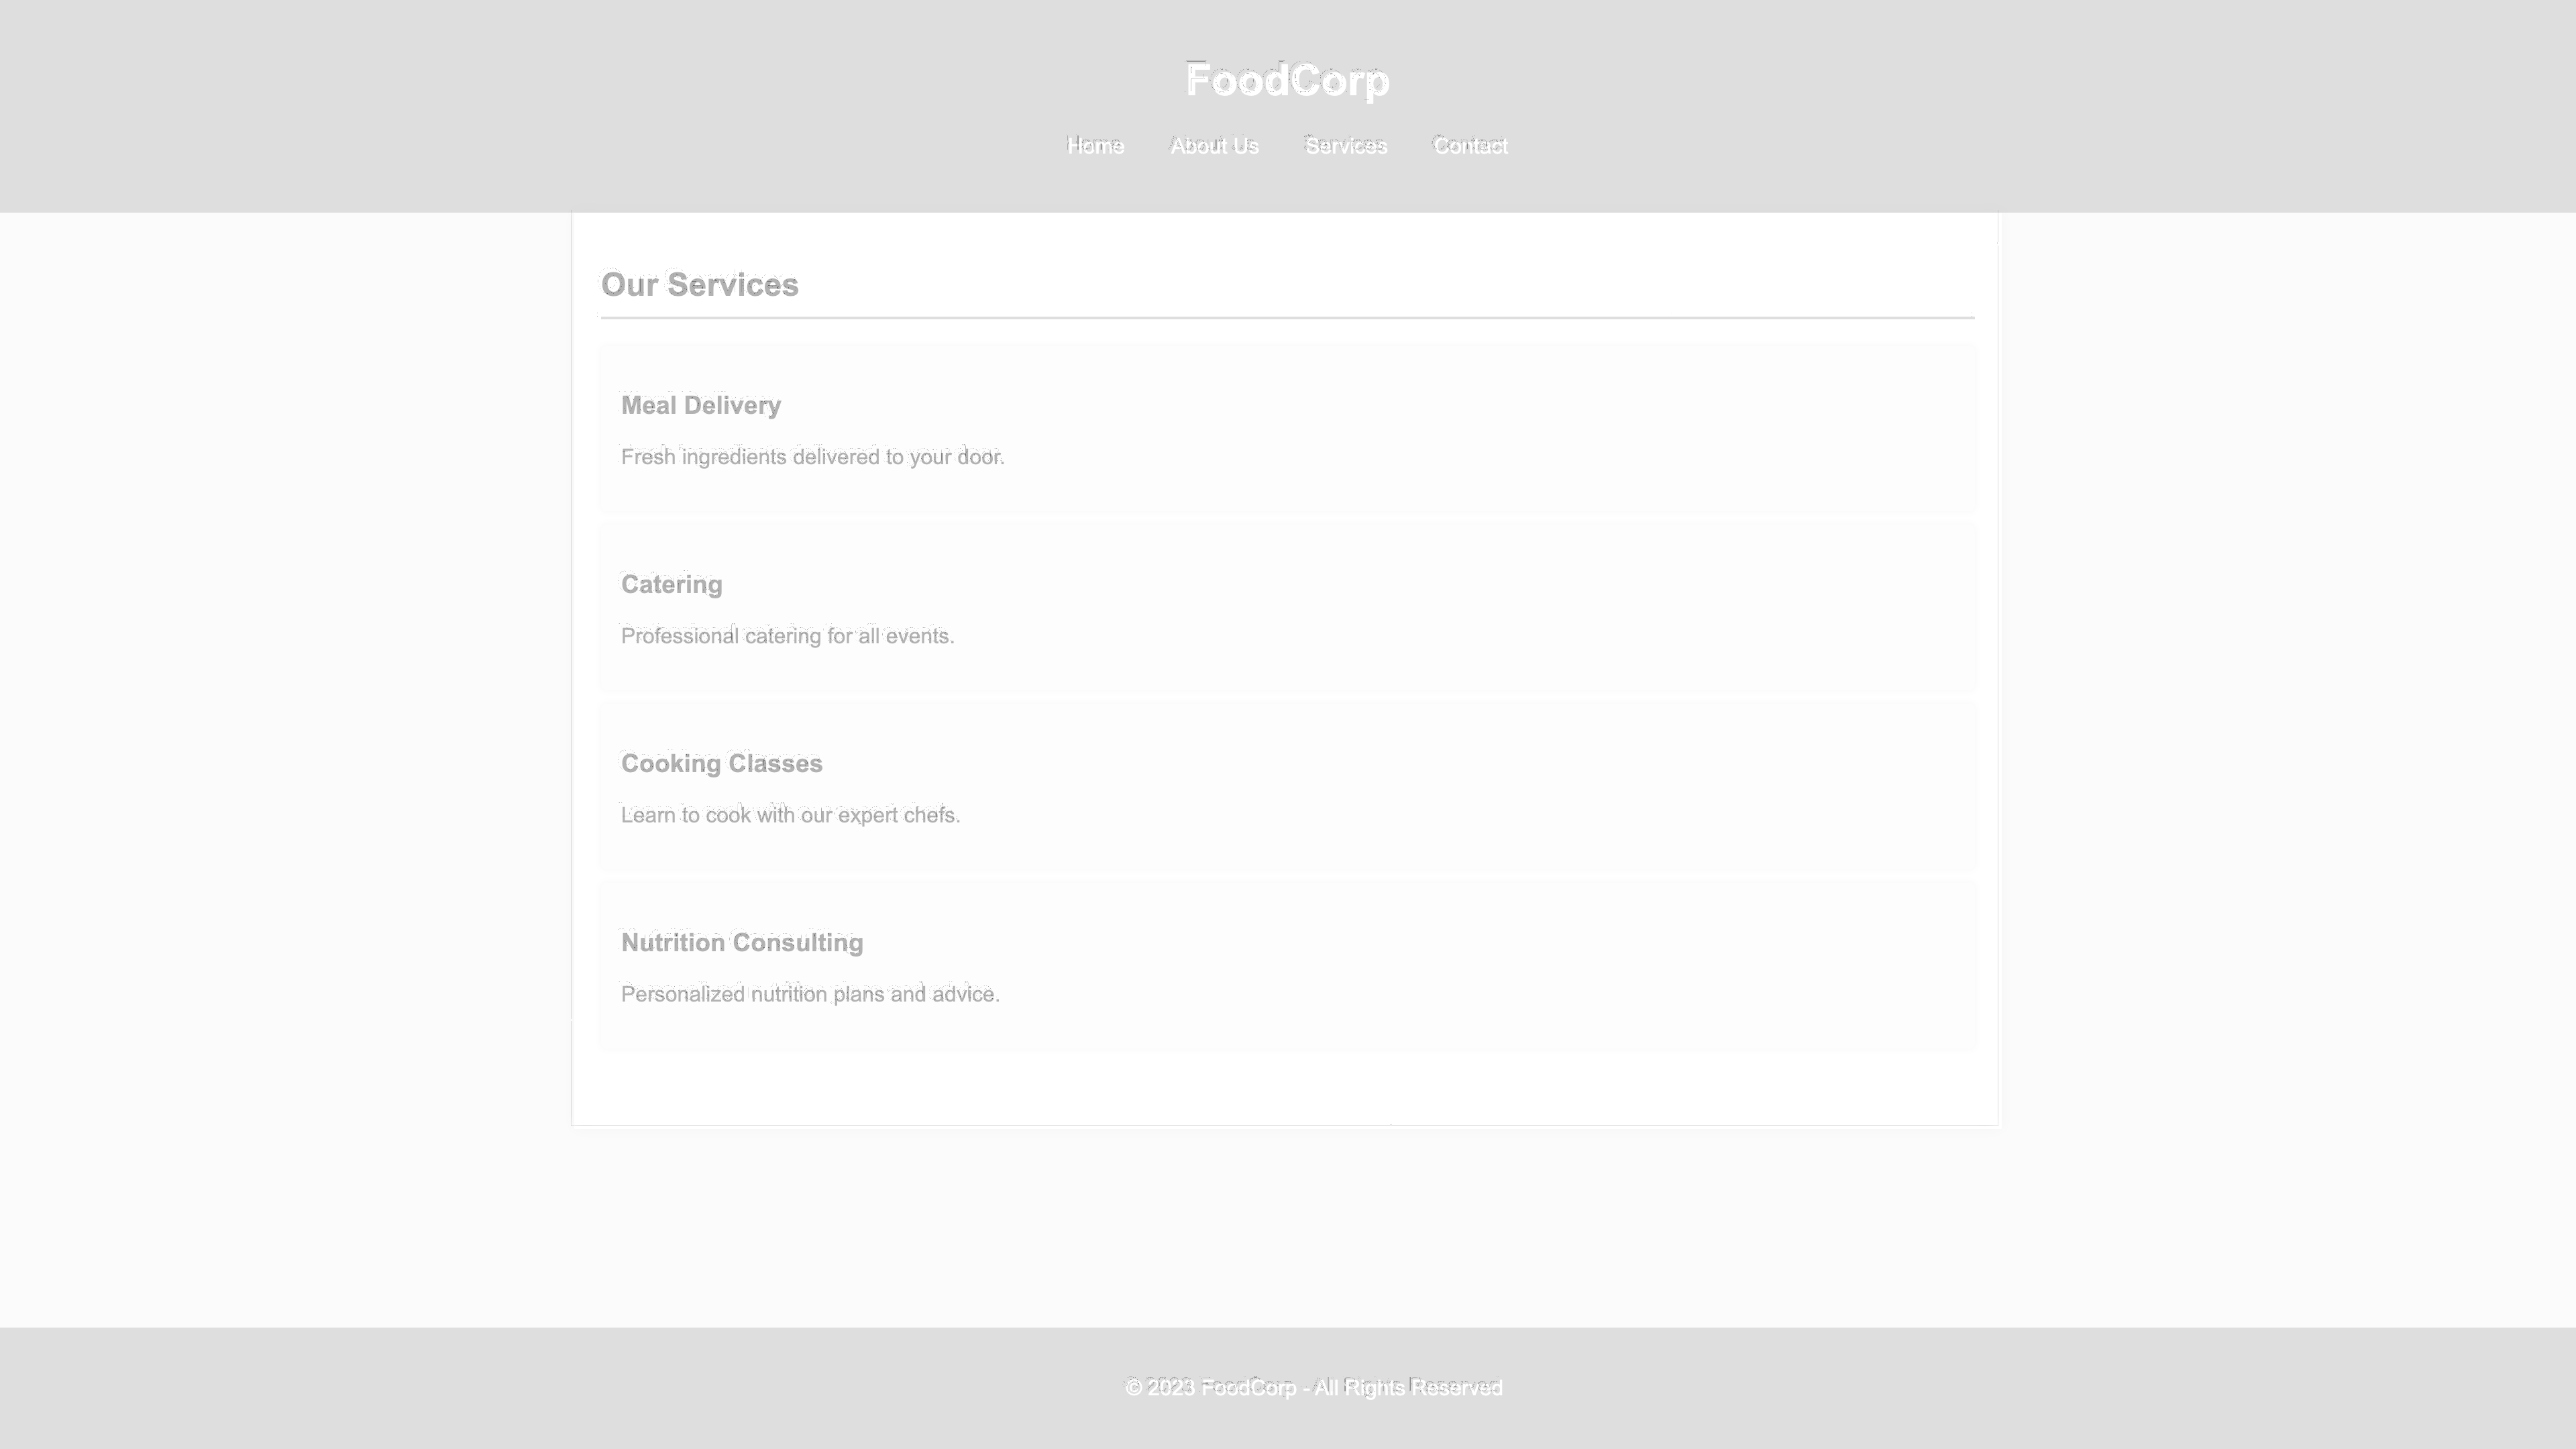 FoodCorp
Home About Us Services Contact
Our Services
Meal Delivery
Fresh ingredients delivered to your door.
Catering
Professional catering for all events.
Cooking Classes
Learn to cook with our expert chefs.
Nutrition Consulting
Personalized nutrition plans and advice.
© 2023 FoodCorp - All Rights Reserved